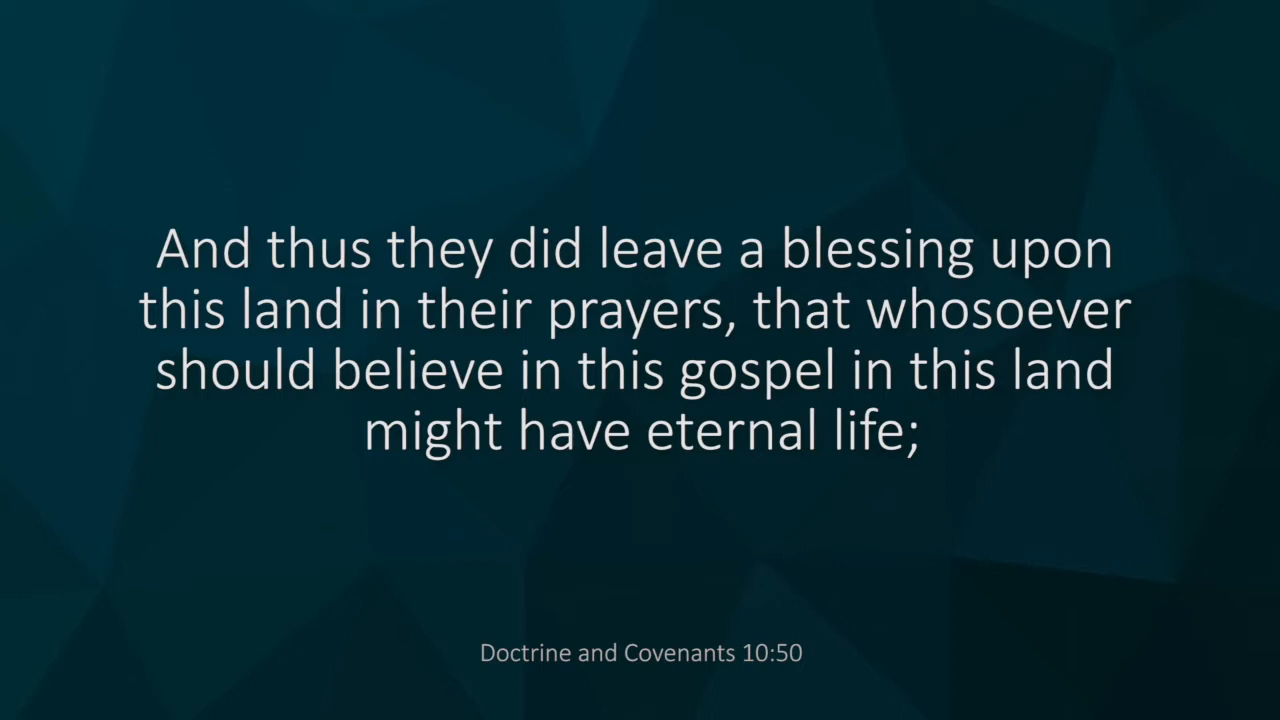 And thus they did leave a blessing upon
this land in their prayers, that whosoever
should believe in this gospel in this land
might have eternal life;
Doctrine and Covenants 10:50